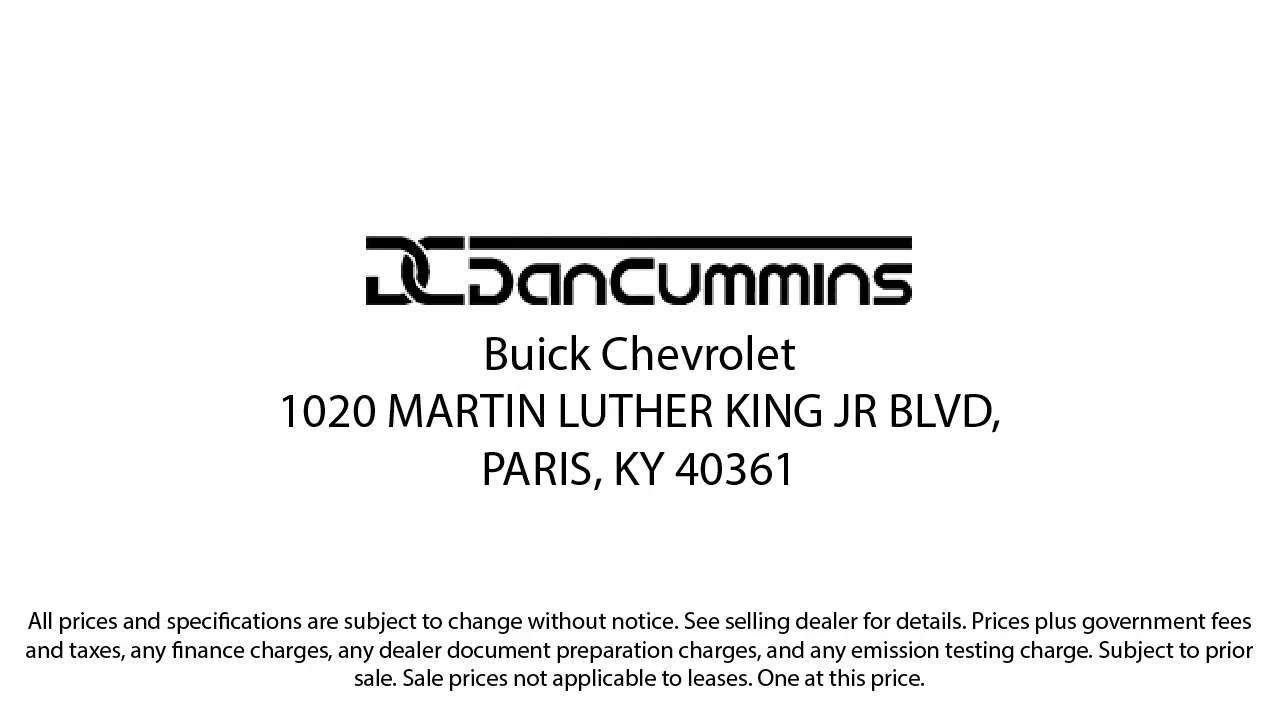 DC DanCummins
Buick Chevrolet
1020 MARTIN LUTHER KING JR BLVD,
PARIS, KY 40361
All prices and specifications are subject to change without notice. See selling dealer for details. Prices plus government fees
and taxes, any finance charges, any dealer document preparation charges, and any emission testing charge. Subject to prior
sale. Sale prices not applicable to leases. One at this price.